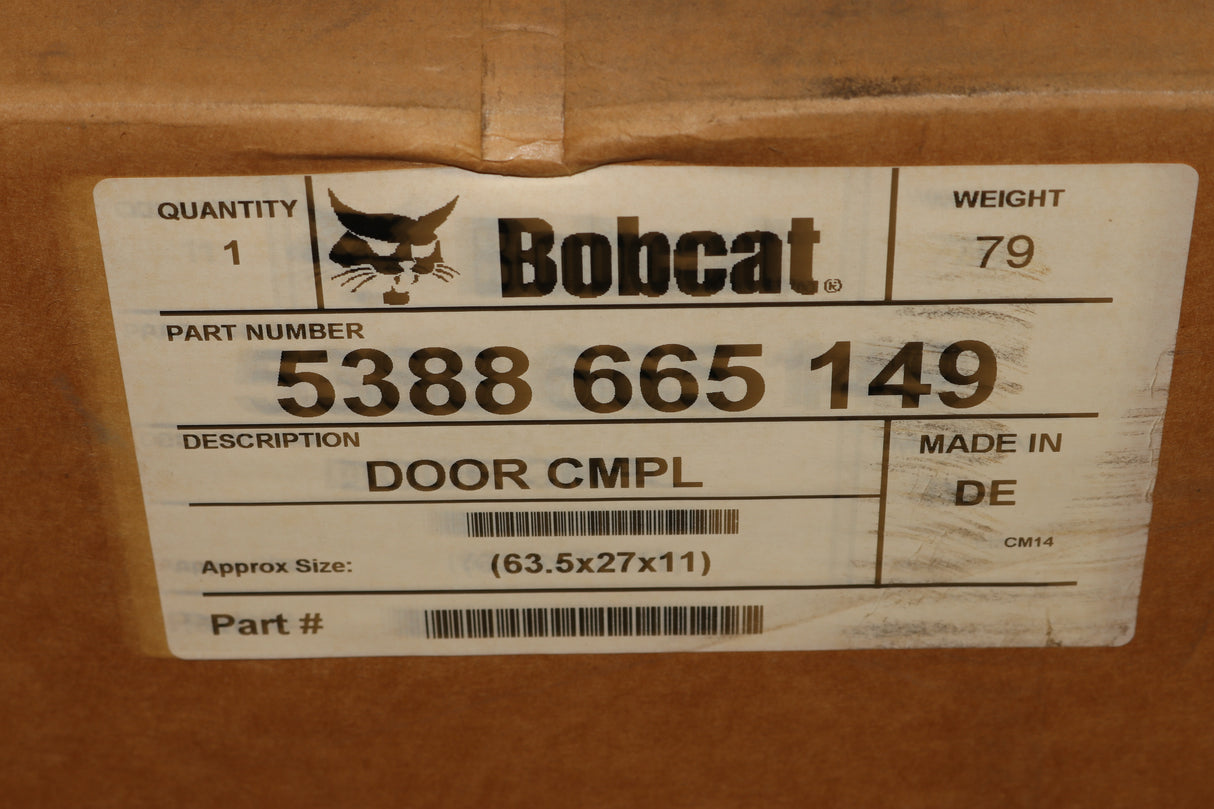 QUANTITY
1
Bobcat®
WEIGHT
79
PART NUMBER
5388 665 149
DESCRIPTION
DOOR CMPL
MADE IN
DE
CM14
Approx Size: (63.5x27x11)
Part #